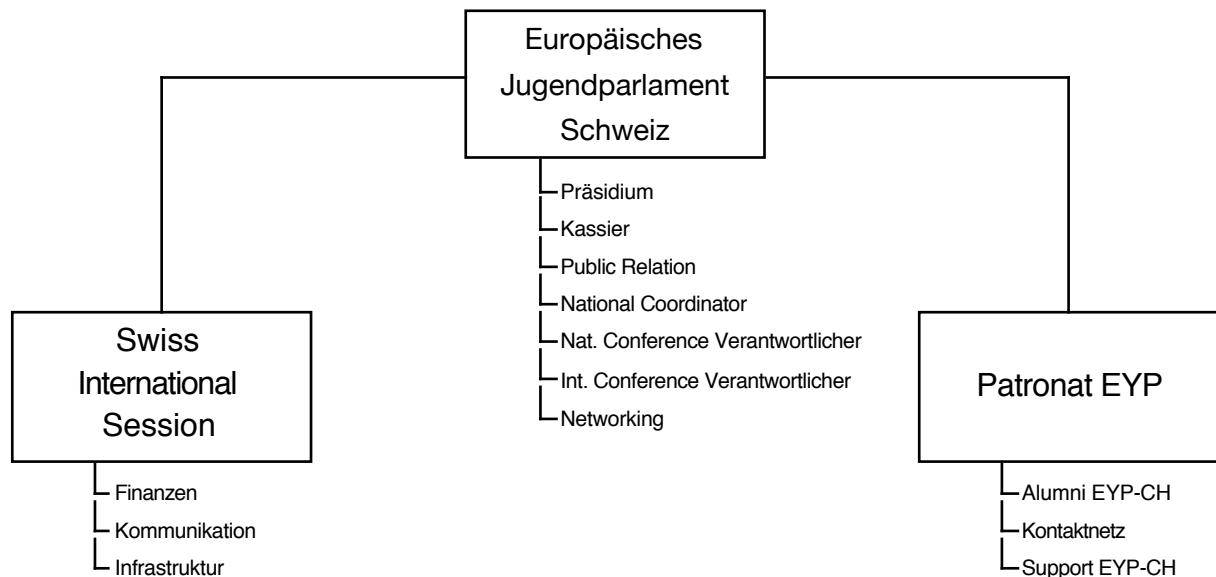 Europäisches
Jugendparlament
Schweiz
Präsidium
Kassier
Public Relation
National Coordinator
Nat. Conference Verantwortlicher
Int. Conference Verantwortlicher
Networking
Swiss
International
Session
Finanzen
Kommunikation
Infrastruktur
Patronat EYP
Alumni EYP-CH
Kontaktnetz
Support EYP-CH